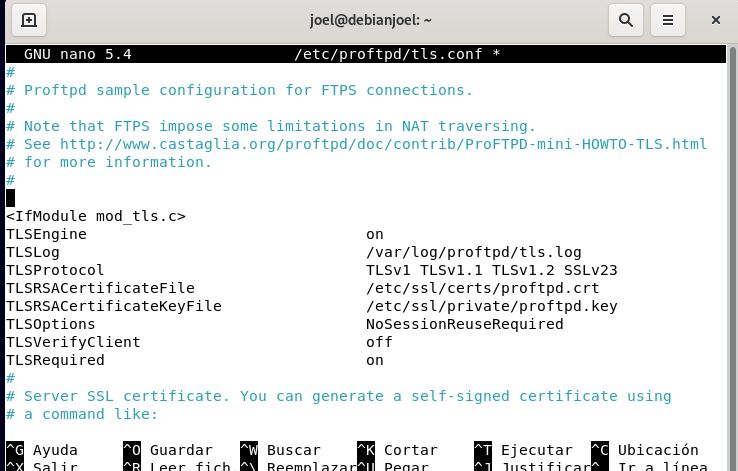 joel@debianjoel: ~
GNU nano 5.4 /etc/proftpd/tls.conf *
#
# Proftpd sample configuration for FTPS connections.
#
# Note that FTPS impose some limitations in NAT traversing.
# See http://www.castaglia.org/proftpd/doc/contrib/ProFTPD-mini-HOWTO-TLS.html
# for more information.
#
<IfModule mod_tls.c>
TLSEngine on
TLSLog /var/log/proftpd/tls.log
TLSProtocol TLSv1 TLSv1.1 TLSv1.2 SSLv23
TLSRSACertificateFile /etc/ssl/certs/proftpd.crt
TLSRSACertificateKeyFile /etc/ssl/private/proftpd.key
TLSOptions NoSessionReuseRequired
TLSVerifyClient off
TLSRequired on
#
# Server SSL certificate. You can generate a self-signed certificate using
# a command like:
^G Ayuda ^O Guardar ^W Buscar ^K Cortar ^T Ejecutar ^C Ubicación
^X Salir ^R Leer fich ^\ Reemplazar ^U Pegar ^J Justificar ^_ Ir a línea